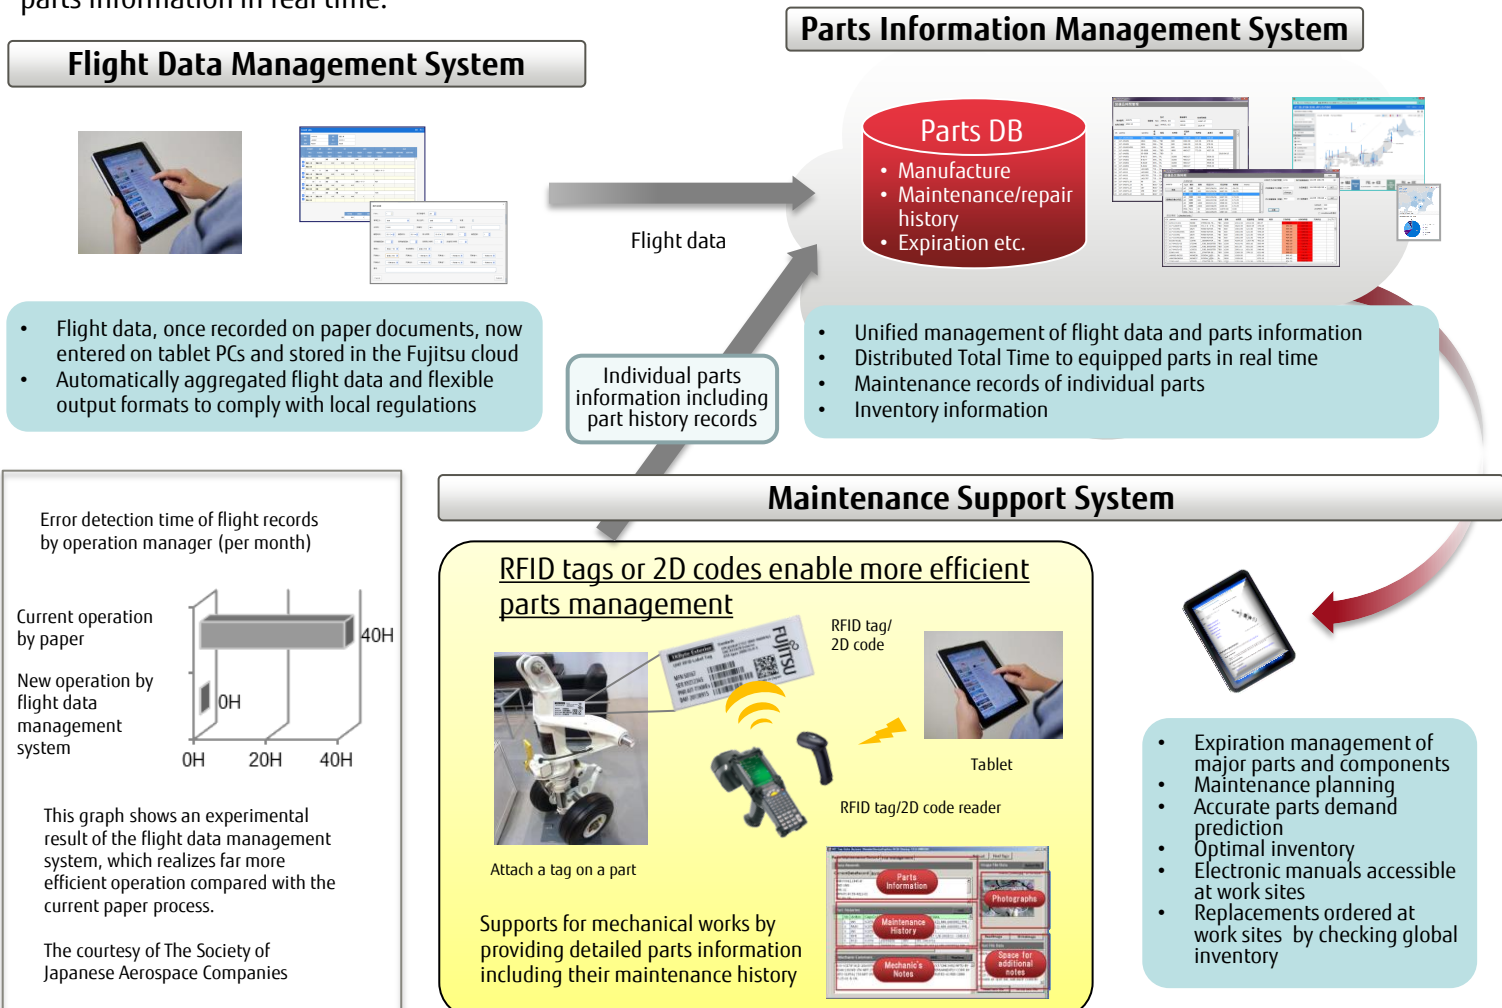 parts information in real time.
Flight Data Management System
Parts Information Management System
Parts DB
• Manufacture
• Maintenance/repair
history
• Expiration etc.
Flight data
• Flight data, once recorded on paper documents, now
entered on tablet PCs and stored in the Fujitsu cloud
• Automatically aggregated flight data and flexible
output formats to comply with local regulations
Individual parts
information including
part history records
• Unified management of flight data and parts information
• Distributed Total Time to equipped parts in real time
• Maintenance records of individual parts
• Inventory information
Maintenance Support System
Error detection time of flight records
by operation manager (per month)
Current operation
by paper
40H
New operation by
flight data
management
system
0H
0H 20H 40H
This graph shows an experimental
result of the flight data management
system, which realizes far more
efficient operation compared with the
current paper process.
The courtesy of The Society of
Japanese Aerospace Companies
RFID tags or 2D codes enable more efficient
parts management
RFID tag/
2D code
FUJITSU
Tablet
RFID tag/2D code reader
Attach a tag on a part
Supports for mechanical works by
providing detailed parts information
including their maintenance history
Parts
Information
Photographs
Maintenance
History
Mechanic's
Notes
Space for
additional
notes
• Expiration management of
major parts and components
• Maintenance planning
• Accurate parts demand
prediction
• Optimal inventory
• Electronic manuals accessible
at work sites
• Replacements ordered at
work sites by checking global
inventory